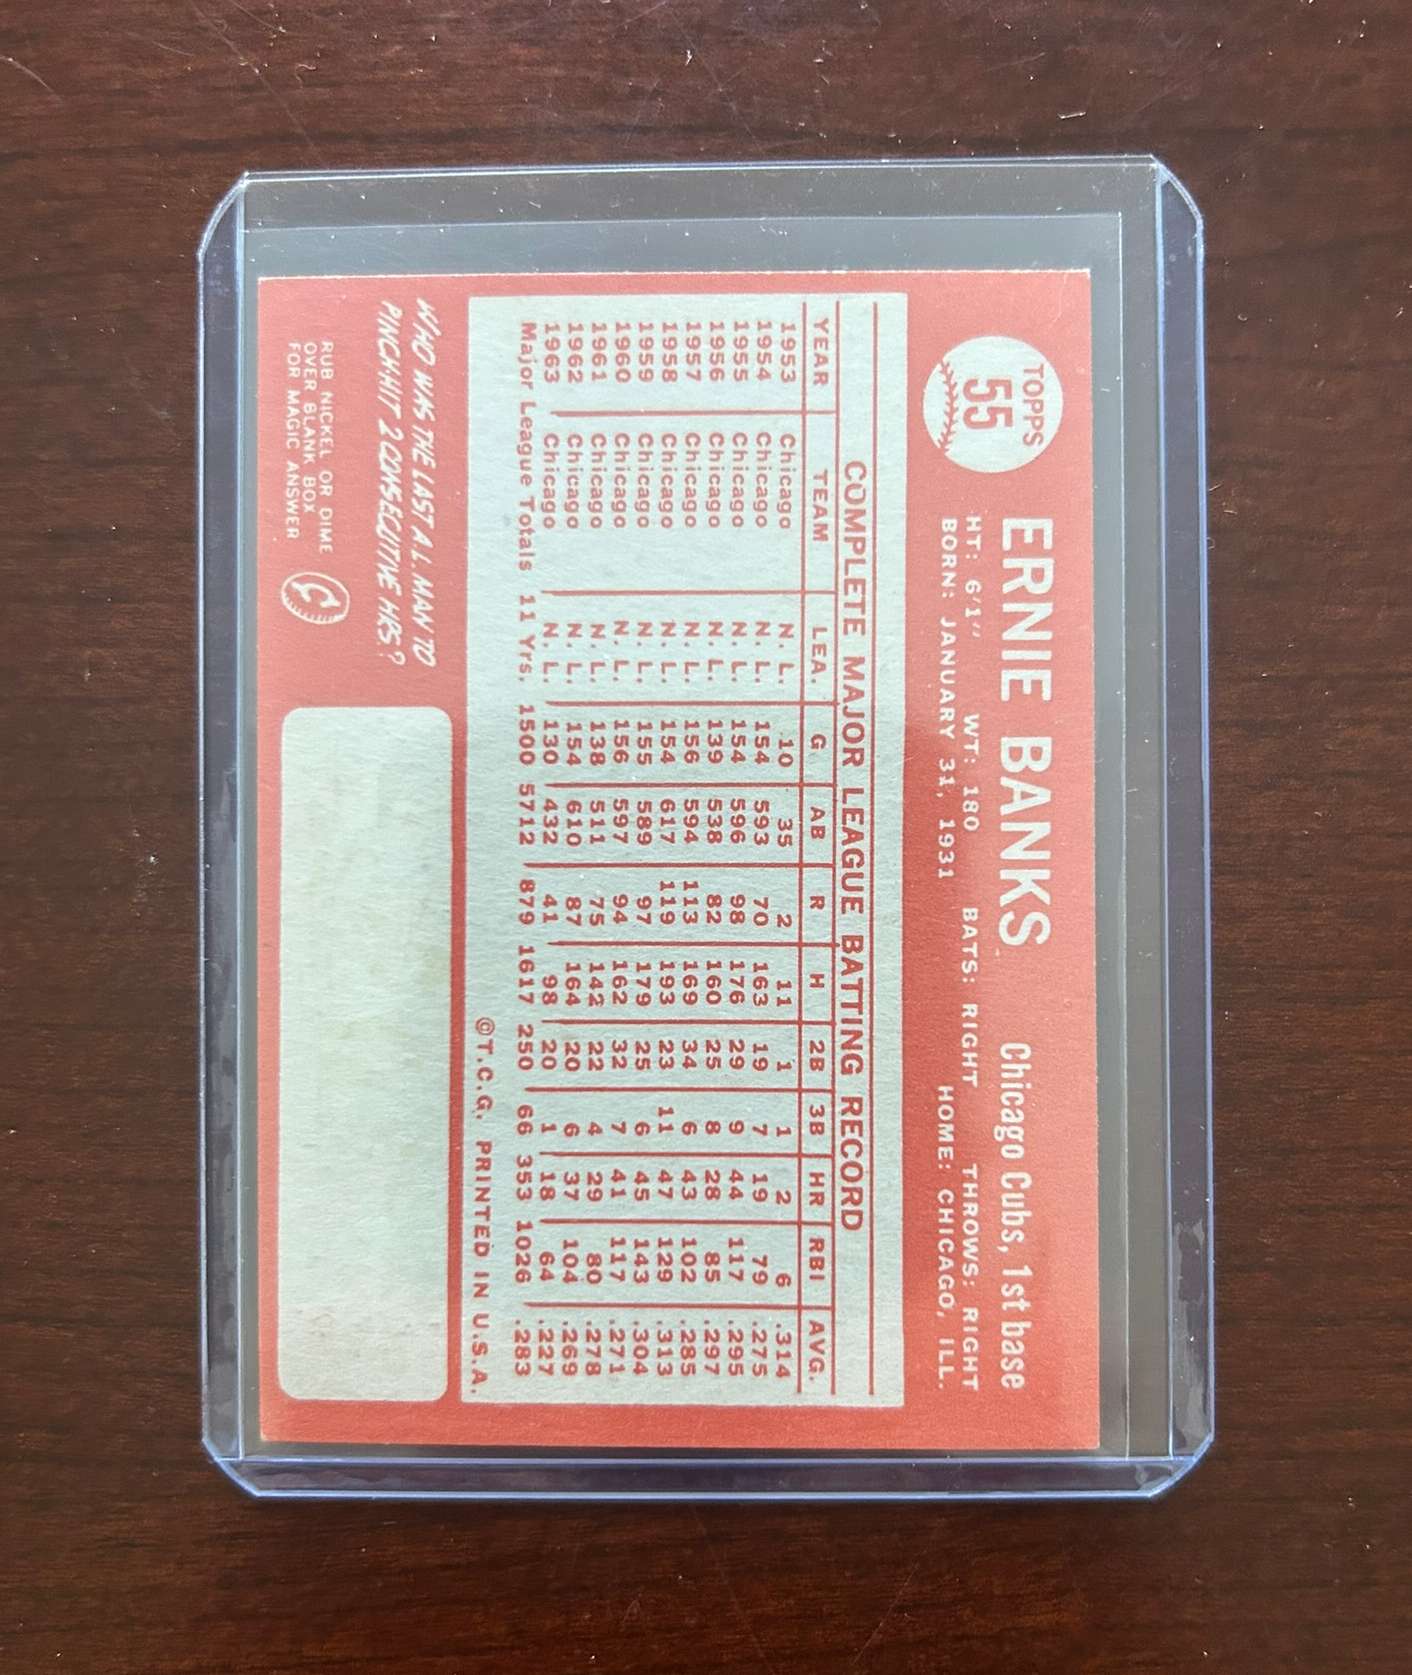 TOPPS
55
ERNIE BANKS Chicago Cubs, 1st base
HT: 6'1" WT: 180 BATS: RIGHT THROWS: RIGHT
BORN: JANUARY 31, 1931 HOME: CHICAGO, ILL.
COMPLETE MAJOR LEAGUE BATTING RECORD
YEAR TEAM LEA. G AB R H 2B 3B HR RBI AVG.
1953 Chicago N. L. 10 35 2 11 1 1 2 6 .314
1954 Chicago N. L. 154 593 70 163 19 7 19 79 .275
1955 Chicago N. L. 154 596 98 176 29 9 44 117 .295
1956 Chicago N. L. 139 538 82 160 25 8 28 85 .297
1957 Chicago N. L. 156 594 113 169 34 6 43 102 .285
1958 Chicago N. L. 154 617 119 193 23 11 47 129 .313
1959 Chicago N. L. 155 589 97 179 25 6 45 143 .304
1960 Chicago N. L. 156 597 94 162 32 7 41 117 .271
1961 Chicago N. L. 138 511 75 142 22 4 29 80 .278
1962 Chicago N. L. 154 610 87 164 20 6 37 104 .269
1963 Chicago N. L. 130 432 41 98 20 1 18 64 .227
Major League Totals 11 Yrs. 1500 5712 879 1617 250 66 353 1026 .283
©T.C.G. PRINTED IN U.S.A.
WHO WAS THE LAST A.L. MAN TO
PINCH-HIT 2 CONSECUTIVE HRS.?
RUB NICKEL OR DIME
OVER BLANK BOX
FOR MAGIC ANSWER
C